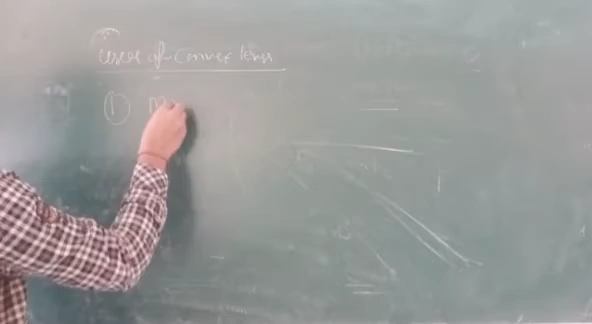 uses of convex lens
①